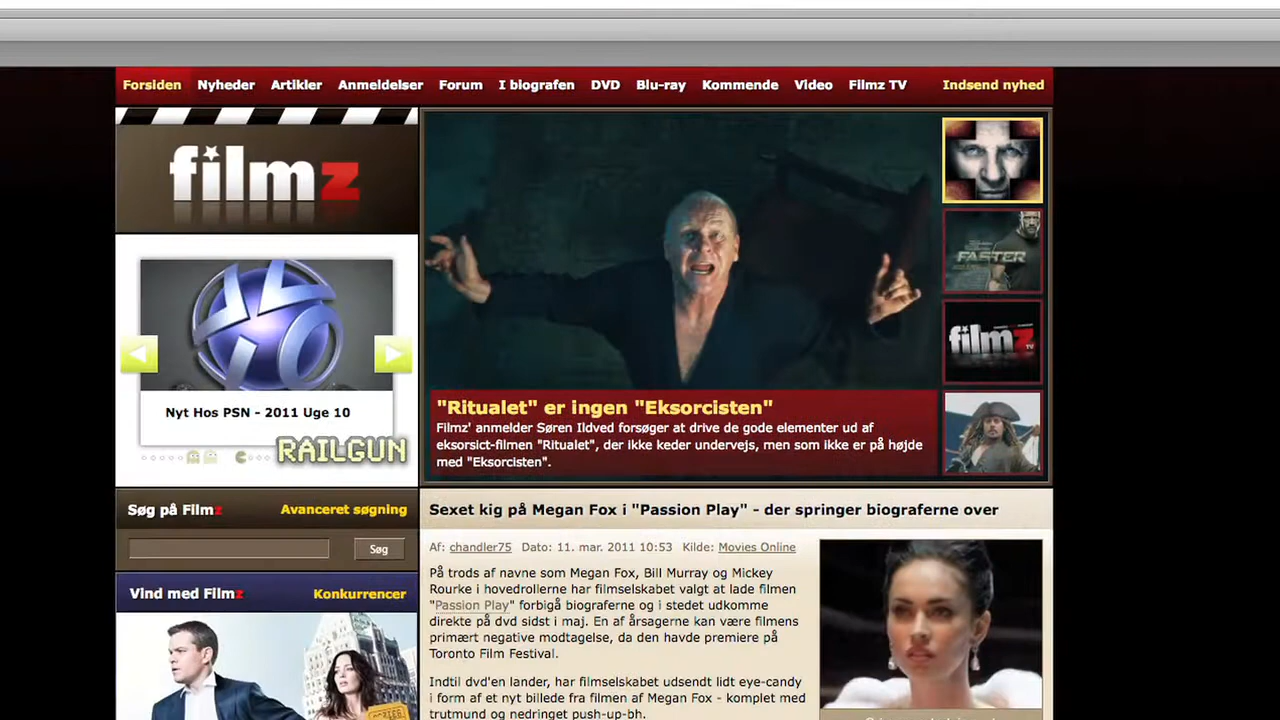 Forsiden Nyheder Artikler Anmeldelser Forum I biografen DVD Blu-ray Kommende Video Filmz TV Indsend nyhed
filmz
FASTER
filmz TV
Nyt Hos PSN - 2011 Uge 10
RAILGUN
"Ritualet" er ingen "Eksorcisten"
Filmz' anmelder Søren Ildved forsøger at drive de gode elementer ud af
eksorsict-filmen "Ritualet", der ikke keder undervejs, men som ikke er på højde
med "Eksorcisten".
Søg på Filmz Avanceret søgning
Søg
Vind med Filmz Konkurrencer
Sexet kig på Megan Fox i "Passion Play" - der springer biograferne over
Af: chandler75 Dato: 11. mar. 2011 10:53 Kilde: Movies Online
På trods af navne som Megan Fox, Bill Murray og Mickey
Rourke i hovedrollerne har filmselskabet valgt at lade filmen
"Passion Play" forbigå biograferne og i stedet udkomme
direkte på dvd sidst i maj. En af årsagerne kan være filmens
primært negative modtagelse, da den havde premiere på
Toronto Film Festival.
Indtil dvd'en lander, har filmselskabet udsendt lidt eye-candy
i form af et nyt billede fra filmen af Megan Fox - komplet med
trutmund og nedringet push-up-bh.